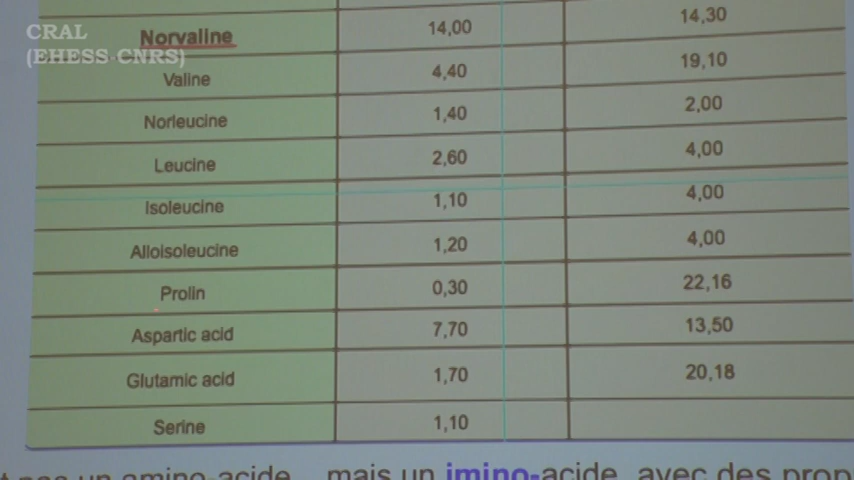 CRAL
(EHESS-CNRS)
Norvaline 14,00 14,30
Valine 4,40 19,10
Norleucine 1,40 2,00
Leucine 2,60 4,00
Isoleucine 1,10 4,00
Alloisoleucine 1,20 4,00
Prolin 0,30 22,16
Aspartic acid 7,70 13,50
Glutamic acid 1,70 20,18
Serine 1,10
pas un amino-acide mais un imino-acide, avec des prop